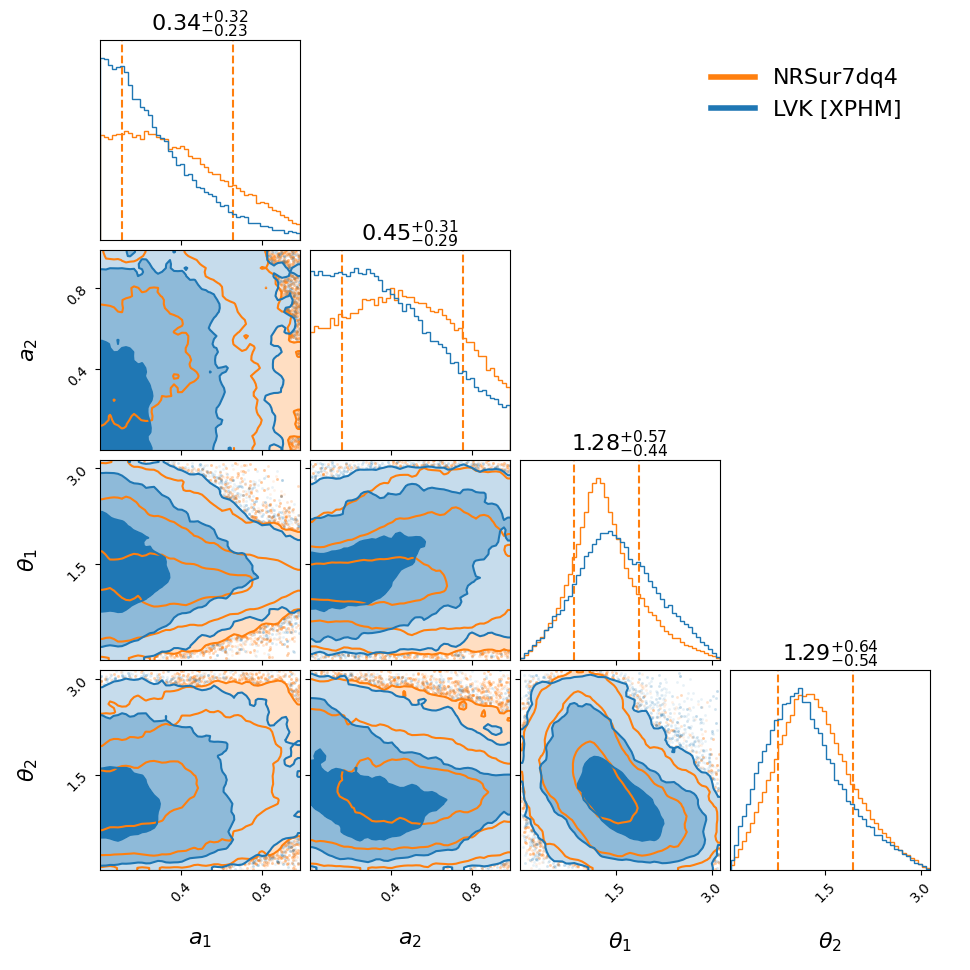 0.34+0.32−0.23
NRSur7dq4
LVK [XPHM]
0.45+0.31−0.29
a2
0.8
0.4
1.28+0.57−0.44
θ1
3.0
1.5
1.29+0.64−0.54
θ2
3.0
1.5
0.4 0.8 0.4 0.8 1.5 3.0 1.5 3.0
a1 a2 θ1 θ2